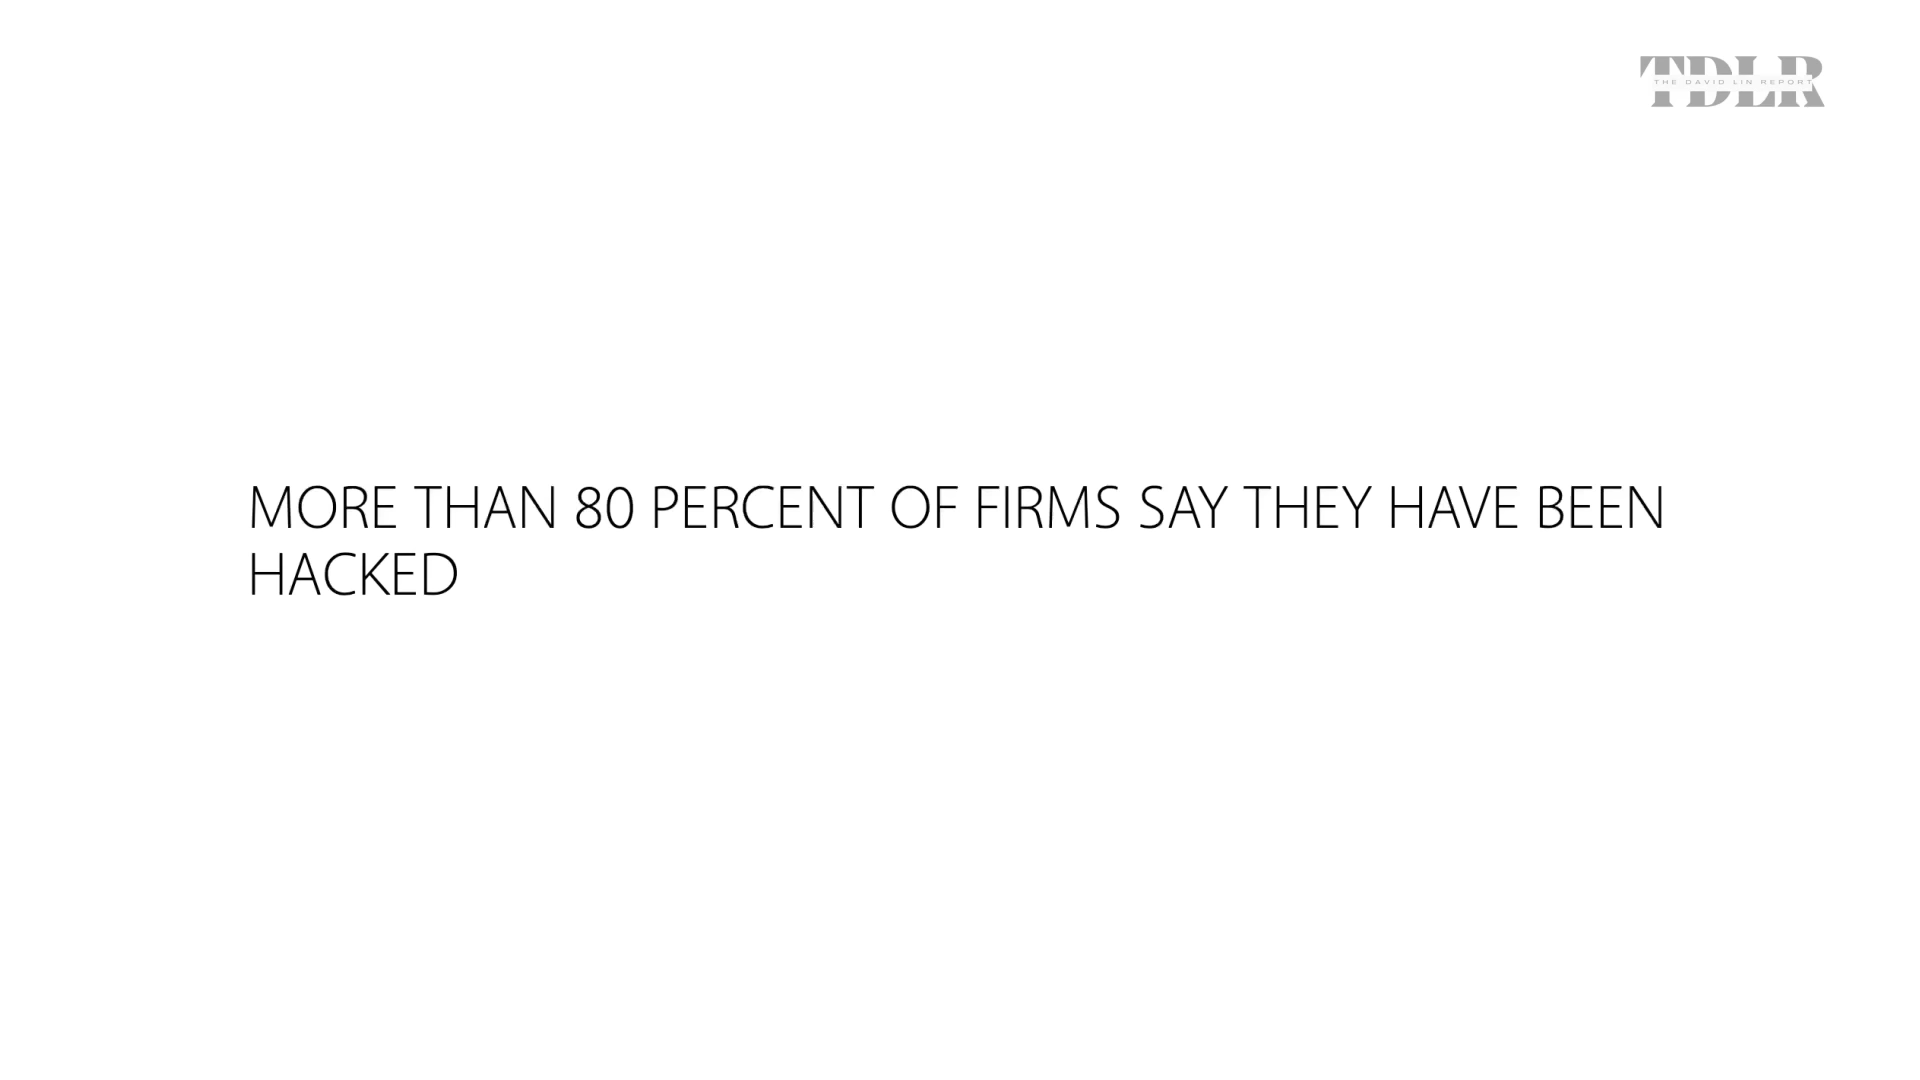 TDLR
THE DAVID LIN REPORT
MORE THAN 80 PERCENT OF FIRMS SAY THEY HAVE BEEN
HACKED